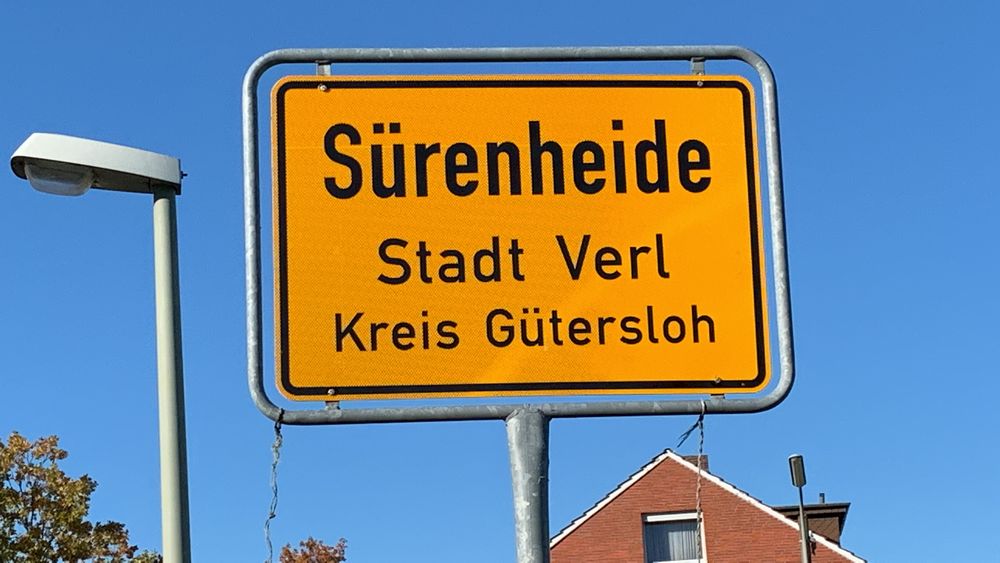 Sürenheide
Stadt Verl
Kreis Gütersloh